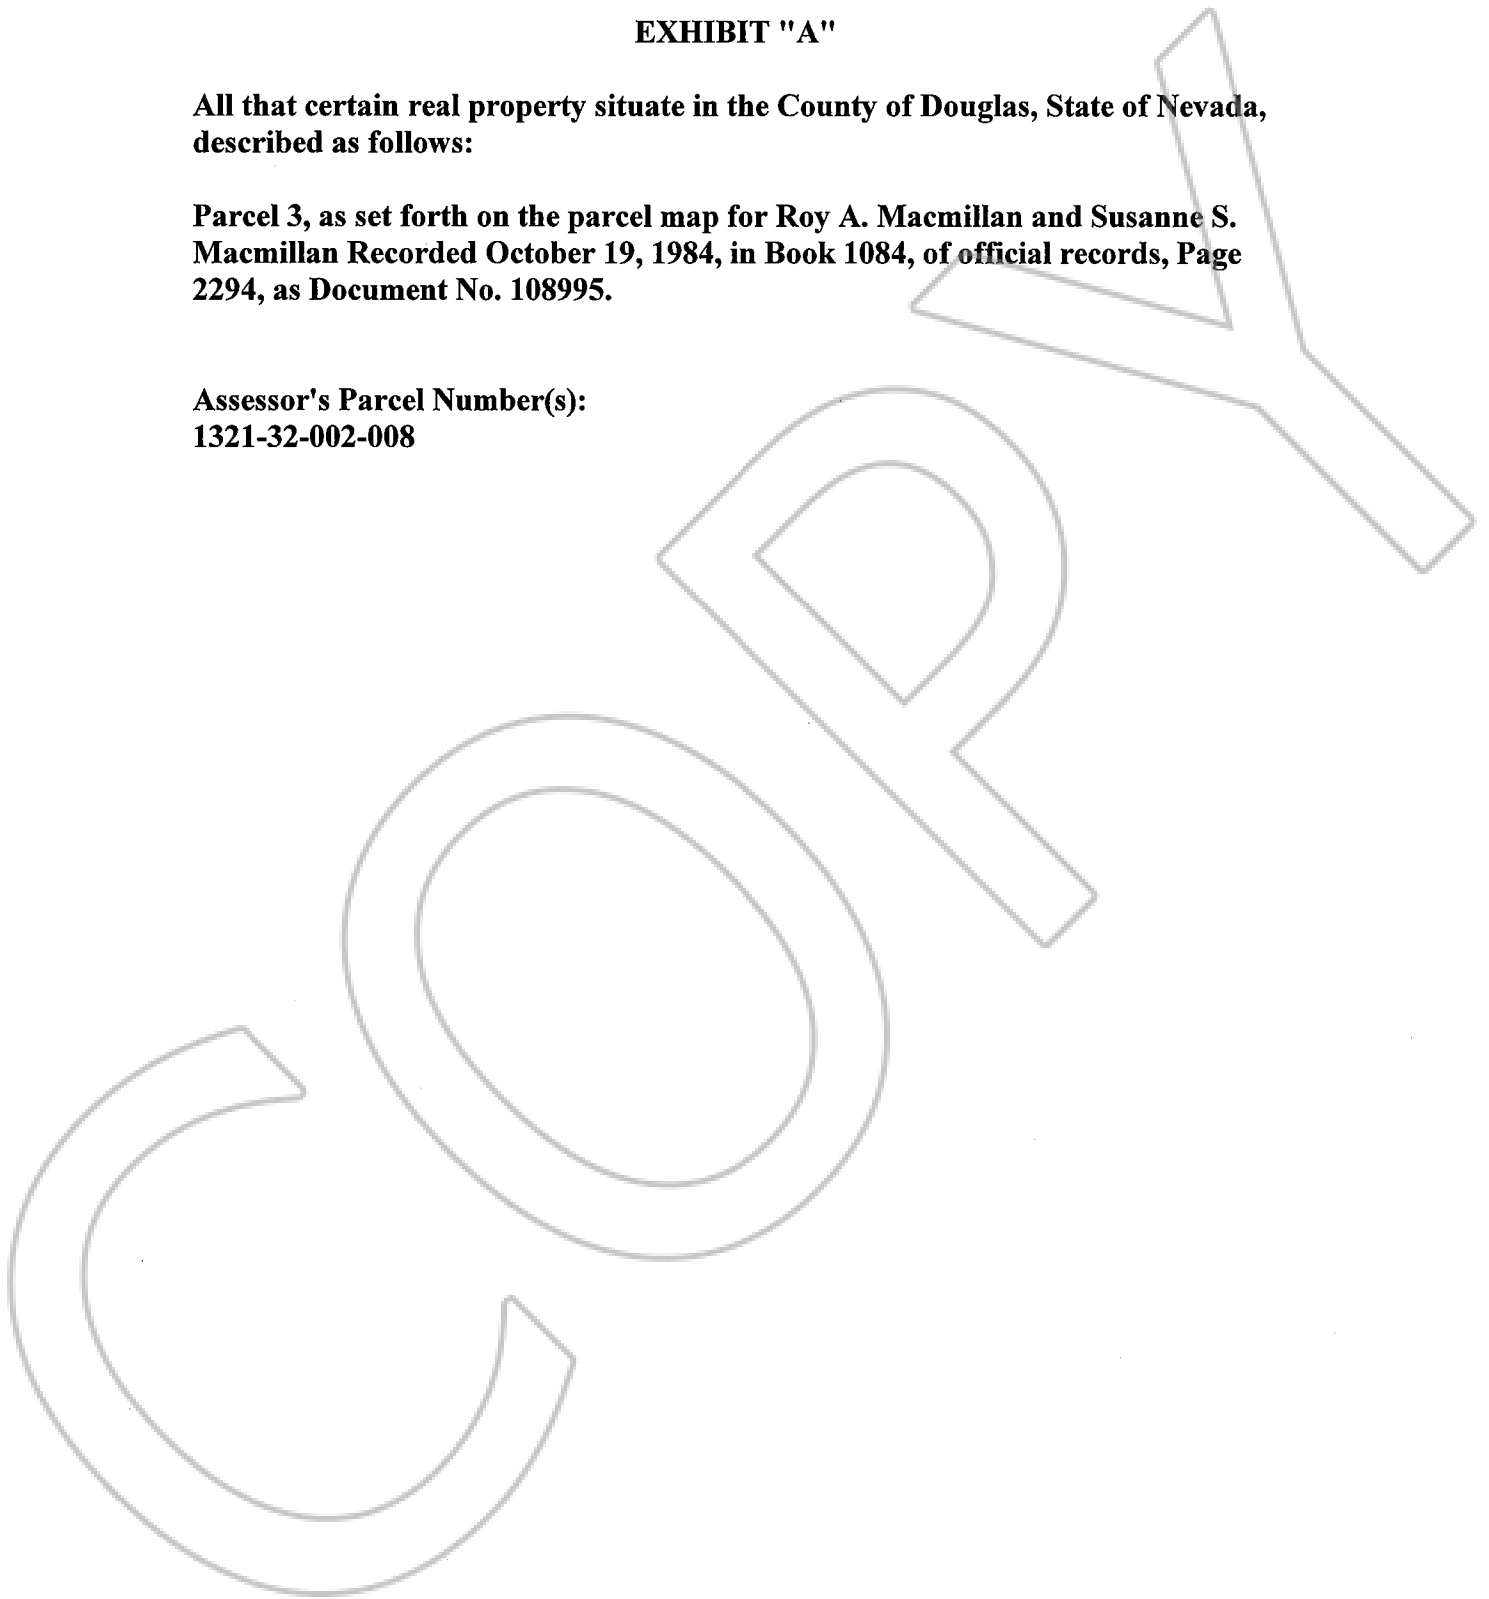 EXHIBIT "A"
All that certain real property situate in the County of Douglas, State of Nevada,
described as follows:
Parcel 3, as set forth on the parcel map for Roy A. Macmillan and Susanne S.
Macmillan Recorded October 19, 1984, in Book 1084, of official records, Page
2294, as Document No. 108995.
Assessor's Parcel Number(s):
1321-32-002-008
COPY